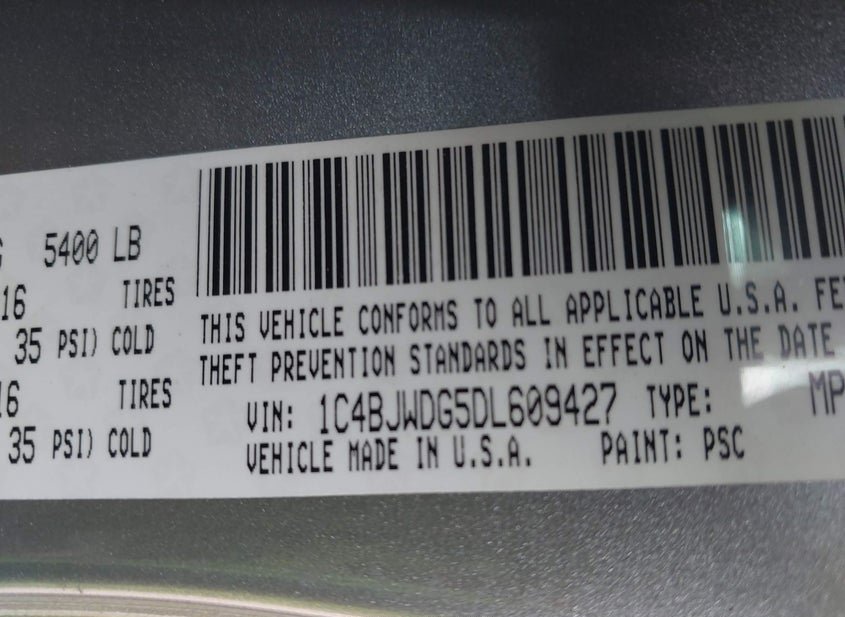 G 5400 LB
16 TIRES
35 PSI) COLD
16 TIRES
35 PSI) COLD
THIS VEHICLE CONFORMS TO ALL APPLICABLE U.S.A. FE
THEFT PREVENTION STANDARDS IN EFFECT ON THE DATE
VIN: 1C4BJWDG5DL609427 TYPE: MP
VEHICLE MADE IN U.S.A. PAINT: PSC